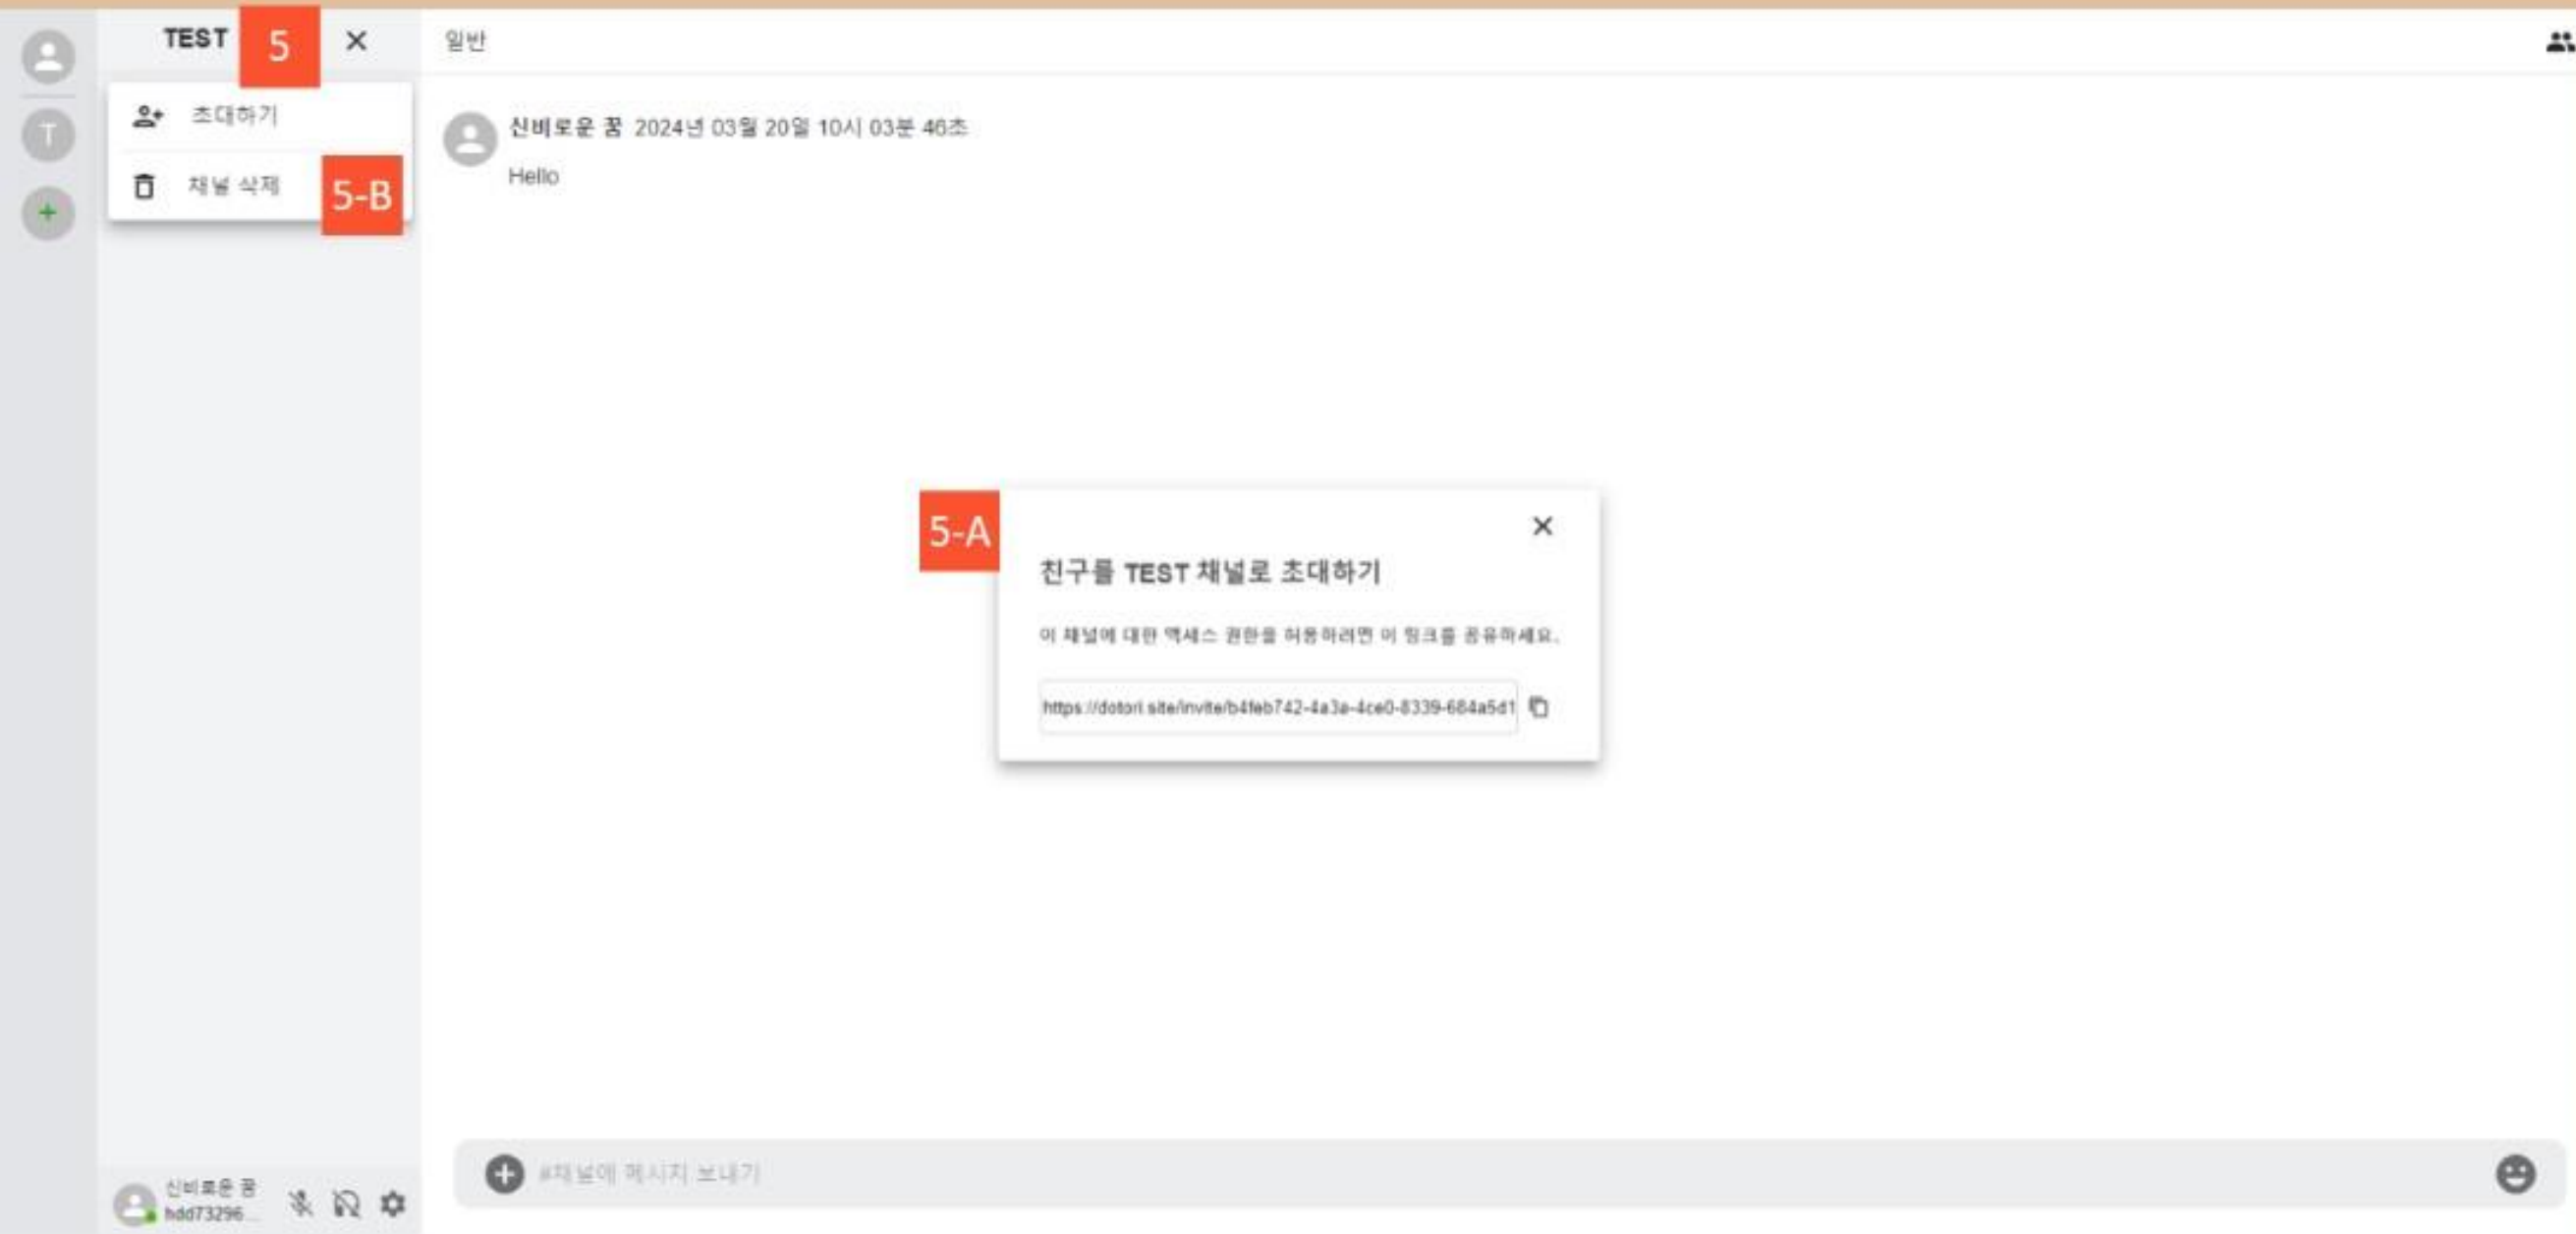 TEST
5
일반
T
초대하기
채널 삭제
5-B
신비로운 꿈 2024년 03월 20일 10시 03분 46초
Hello
5-A
친구를 TEST 채널로 초대하기
이 채널에 대한 액세스 권한을 허용하려면 이 링크를 공유하세요.
https://dotori.site/invite/b4feb742-4a3a-4ce0-8339-684a5d1
#채널에 메시지 보내기
신비로운 꿈
hdd73296...